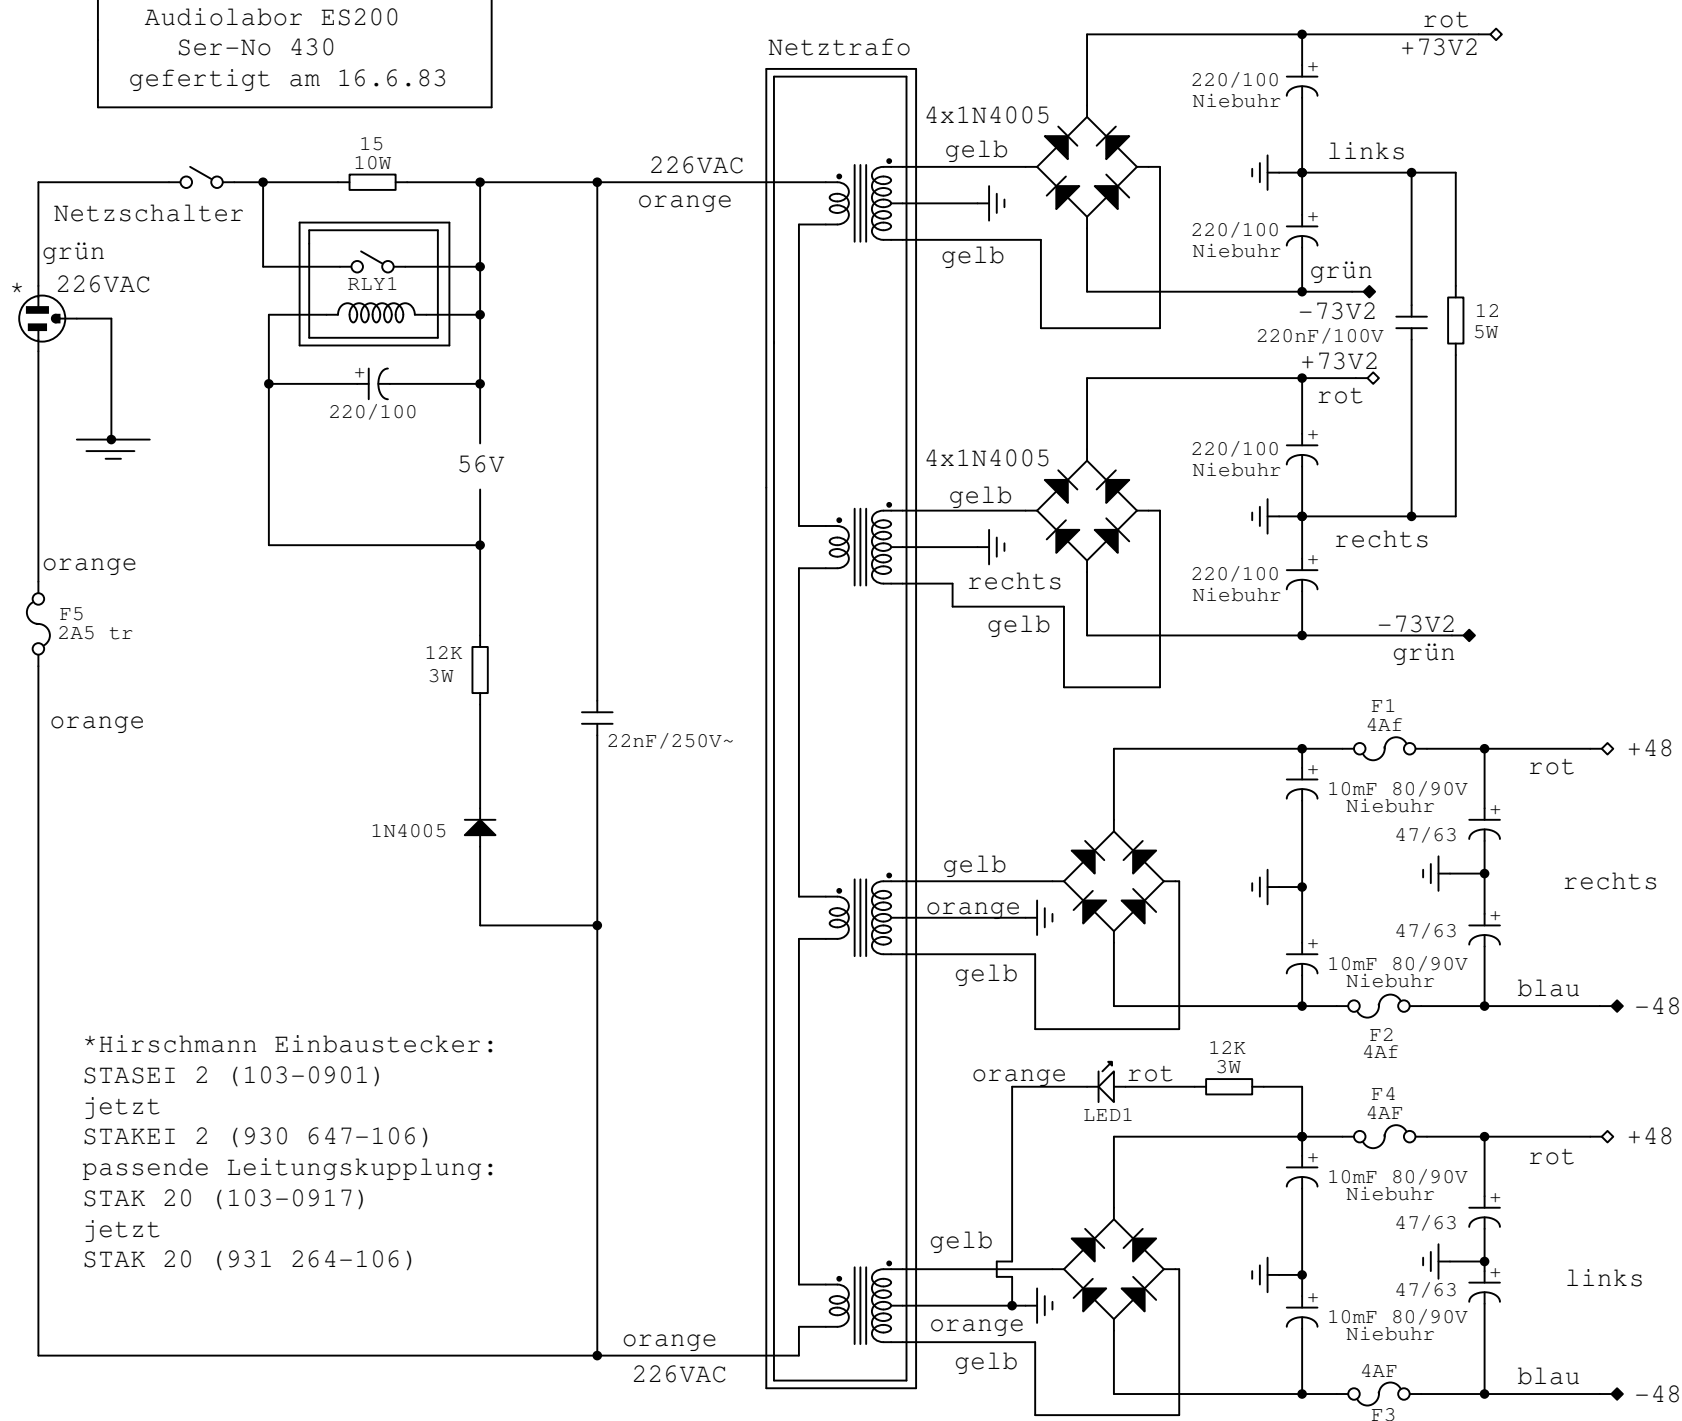 Audiolabor ES200
Ser-No 430
gefertigt am 16.6.83
Netztrafo
rot
+73V2
220/100
Niebuhr
4x1N4005
gelb
links
15
10W
226VAC
orange
Netzschalter
grün
226VAC
*
RLY1
+
220/100
56V
gelb
+
+
220/100
Niebuhr
grün
-73V2
220nF/100V
12
5W
+73V2
rot
4x1N4005
gelb
+
220/100
Niebuhr
rechts
rechts
gelb
+
220/100
Niebuhr
-73V2
grün
orange
F5
2A5 tr
orange
12K
3W
22nF/250V~
1N4005
F1
4Af
+48
rot
+
10mF 80/90V
Niebuhr
+
47/63
gelb
orange
gelb
rechts
+
47/63
+
10mF 80/90V
Niebuhr
blau
-48
F2
4Af
*Hirschmann Einbaustecker:
STASEI 2 (103-0901)
jetzt
STAKEI 2 (930 647-106)
passende Leitungskupplung:
STAK 20 (103-0917)
jetzt
STAK 20 (931 264-106)
orange
LED1
rot
12K
3W
F4
4AF
+48
rot
+
10mF 80/90V
Niebuhr
+
47/63
gelb
orange
gelb
links
+
47/63
+
10mF 80/90V
Niebuhr
orange
226VAC
4AF
F3
blau
-48